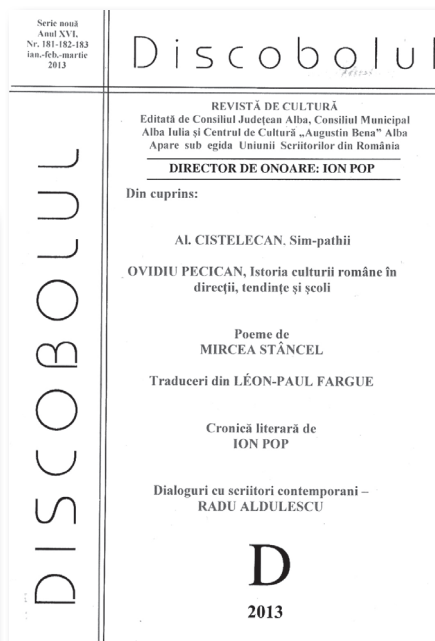 Serie nouă
Anul XVI.
Nr. 181-182-183
ian.-feb.-martie
2013
Discobolul
REVISTĂ DE CULTURĂ
Editată de Consiliul Județean Alba, Consiliul Municipal
Alba Iulia și Centrul de Cultură „Augustin Bena” Alba
Apare sub egida Uniunii Scriitorilor din România
DIRECTOR DE ONOARE: ION POP
Din cuprins:
Al. CISTELECAN. Sim-pathii
OVIDIU PECICAN, Istoria culturii române în
direcții, tendințe și școli
Poeme de
MIRCEA STÂNCEL
Traduceri din LÉON-PAUL FARGUE
Cronică literară de
ION POP
Dialoguri cu scriitori contemporani –
RADU ALDULESCU
D
2013
DISCOBOLUL